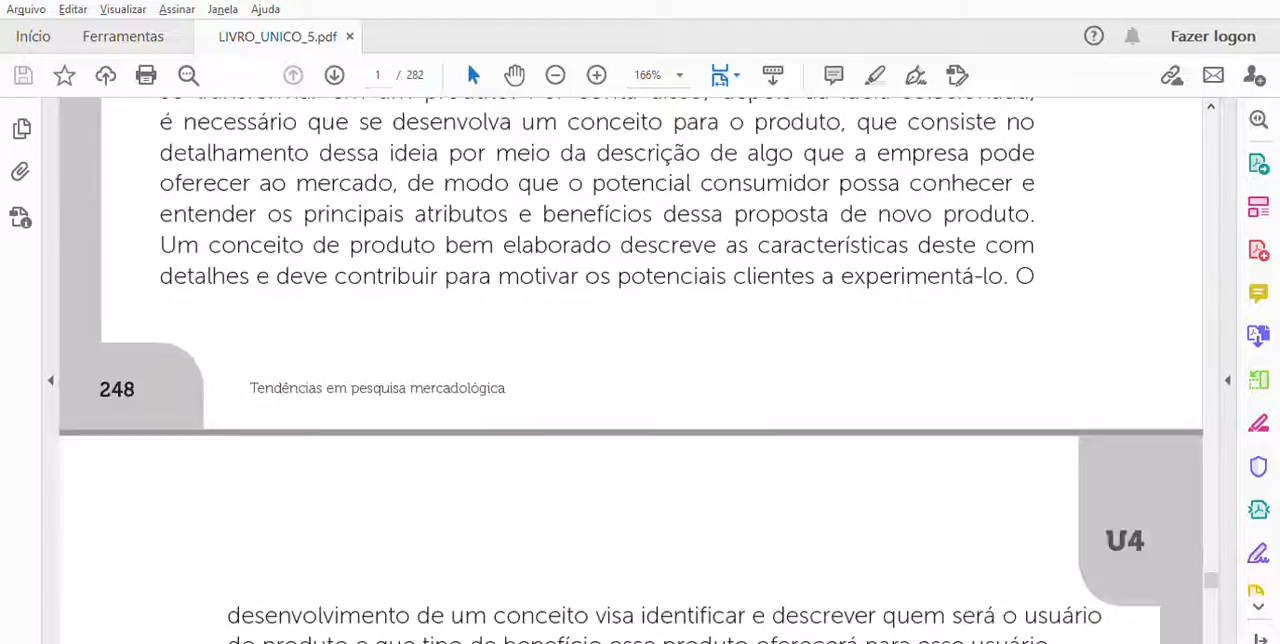 Arquivo Editar Visualizar Assinar Janela Ajuda
Início Ferramentas LIVRO_UNICO_5.pdf × Fazer logon
1 / 282 166%
é necessário que se desenvolva um conceito para o produto, que consiste no
detalhamento dessa ideia por meio da descrição de algo que a empresa pode
oferecer ao mercado, de modo que o potencial consumidor possa conhecer e
entender os principais atributos e benefícios dessa proposta de novo produto.
Um conceito de produto bem elaborado descreve as características deste com
detalhes e deve contribuir para motivar os potenciais clientes a experimentá-lo. O
248 Tendências em pesquisa mercadológica
U4
desenvolvimento de um conceito visa identificar e descrever quem será o usuário